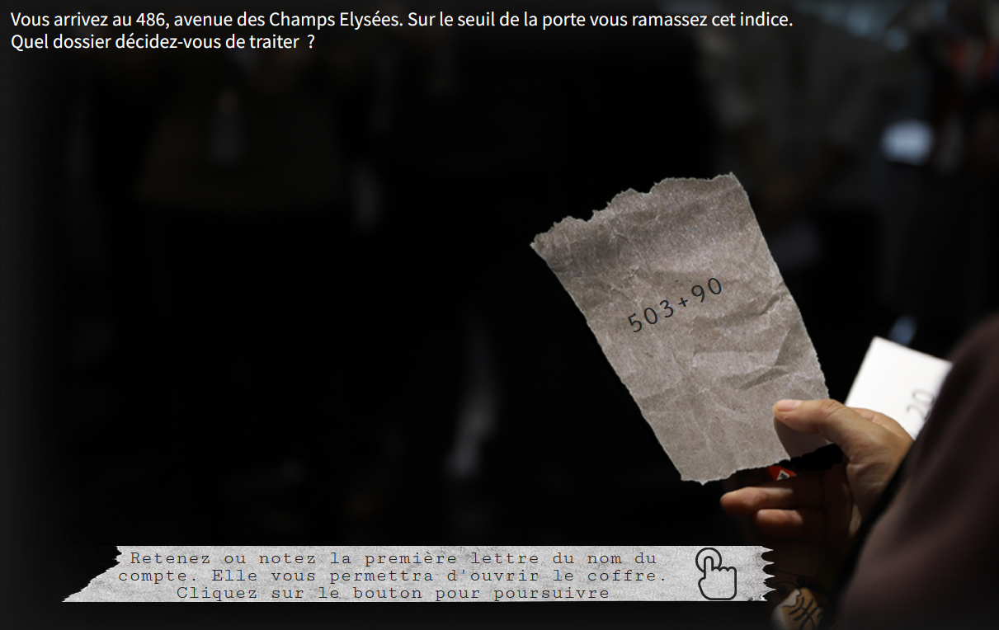 Vous arrivez au 486, avenue des Champs Elysées. Sur le seuil de la porte vous ramassez cet indice.
Quel dossier décidez-vous de traiter ?
503+90
20
Retenez ou notez la première lettre du nom du
compte. Elle vous permettra d'ouvrir le coffre.
Cliquez sur le bouton pour poursuivre